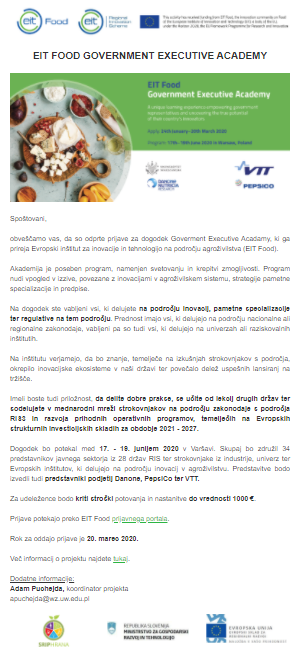 eit Food
eit
Regional
Innovation
Scheme
EIT FOOD GOVERNMENT EXECUTIVE ACADEMY
EIT Food
Government Executive Academy
VTT
PEPSICO
Spoštovani,
obveščamo vas, da so odprte prijave za dogodek Goverment Executive Acadamy, ki ga
prireja Evropski inštitut za inovacije in tehnologijo na področju agroživilstva (EIT Food).
Akademija je poseben program, namenjen svetovanju in krepitvi zmogljivosti. Program
nudi vpogled v izzive, povezane z inovacijami v agroživilskem sistemu, strategije pametne
specializacije in predpise.
Na dogodek ste vabljeni vsi, ki delujete na področju inovacij, pametne specializacije
ter regulative na tem področju. Prednost imajo vsi, ki delujejo na področju nacionalne ali
regionalne zakonodaje, vabljeni pa so tudi vsi, ki delujejo na univerzah ali raziskovalnih
inštitutih.
Na inštitutu verjamejo, da bo znanje, temelječe na izkušnjah strokovnjakov s področja,
okrepilo inovacijske ekosisteme v naši državi ter povečalo delež uspešnih lansiranj na
tržišče.
Imeli boste tudi priložnost, da delite dobre prakse, se učite od lekcij drugih držav ter
sodelujete v mednarodni mreži strokovnjakov na področju zakonodaje s področja
RIS3 in razvoja prihodnih operativnih programov, temelječih na Evropskih
strukturnih investicijskih skladih za obdobje 2021 - 2027.
Dogodek bo potekal med 17. - 19. junijem 2020 v Varšavi. Skupaj bo združil 34
predstavnikov javnega sektorja iz 28 držav RIS ter strokovnjake iz industrije, univerz ter
Evropskih inštitutov, ki delujejo na področju inovacij v agroživilstvu. Predstavitve bodo
izvedli tudi predstavniki podjetij Danone, PepsiCo ter VTT.
Za udeležence bodo kriti stroški potovanja in nastanitve do vrednosti 1000 €.
Prijave potekajo preko EIT Food prijavnega portala.
Rok za oddajo prijave je 20. marec 2020.
Več informacij o projektu najdete tukaj.
Dodatne informacije:
Adam Puchejda, koordinator projekta
apuchejda@wz.uw.edu.pl
REPUBLIKA SLOVENIJA
MINISTRSTVO ZA GOSPODARSKI
RAZVOJ IN TEHNOLOGIJO
EVROPSKA UNIJA